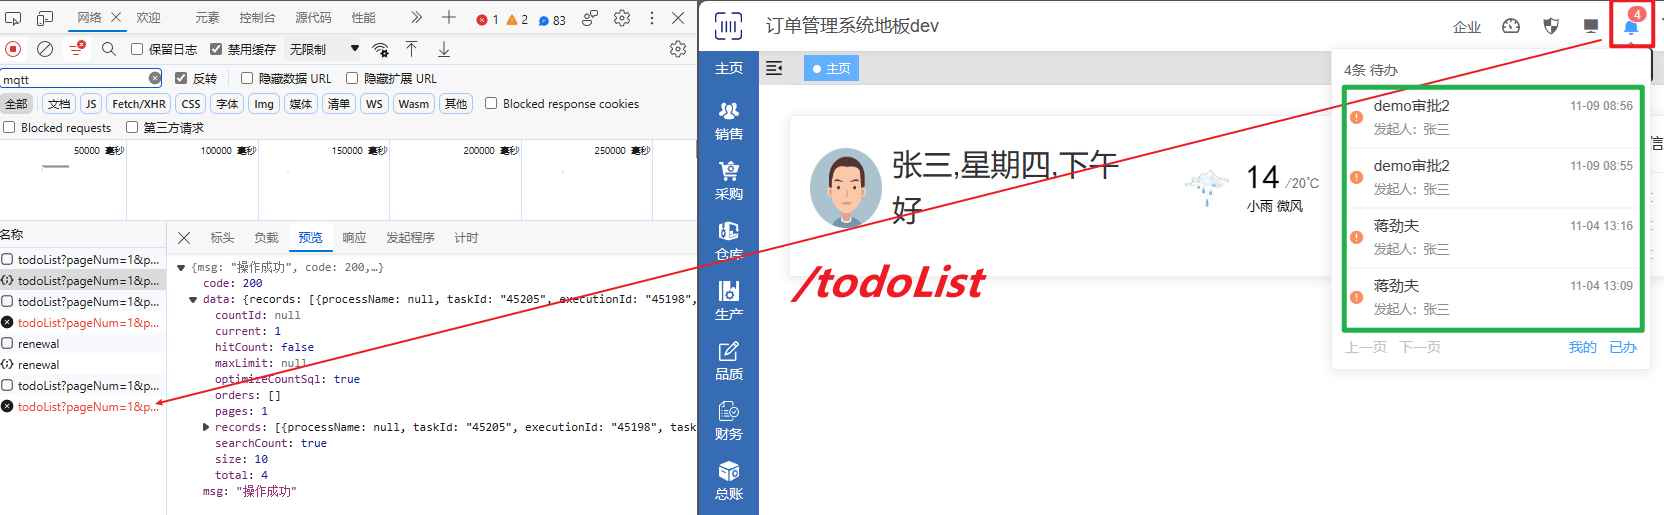 网络
欢迎
元素
控制台
源代码
性能
1
2
83
保留日志
禁用缓存
无限制
mqtt
反转
隐藏数据 URL
隐藏扩展 URL
全部
文档
JS
Fetch/XHR
CSS
字体
Img
媒体
清单
WS
Wasm
其他
Blocked response cookies
Blocked requests
第三方请求
50000 毫秒
100000 毫秒
150000 毫秒
200000 毫秒
250000 毫秒
名称
todoList?pageNum=1&p...
todoList?pageNum=1&p...
todoList?pageNum=1&p...
todoList?pageNum=1&p...
renewal
renewal
todoList?pageNum=1&p...
todoList?pageNum=1&p...
标头
负载
预览
响应
发起程序
计时
{msg: "操作成功", code: 200,…}
code: 200
data: {records: [{processName: null, taskId: "45205", executionId: "45198",
countId: null
current: 1
hitCount: false
maxLimit: null
optimizeCountSql: true
orders: []
pages: 1
records: [{processName: null, taskId: "45205", executionId: "45198", task
searchCount: true
size: 10
total: 4
msg: "操作成功"
订单管理系统地板dev
企业
4
主页
销售
采购
仓库
生产
品质
财务
总账
主页
张三,星期四,下午
好
14 /20℃
小雨 微风
/todoList
4条 待办
demo审批2
11-09 08:56
发起人：张三
demo审批2
11-09 08:55
发起人：张三
蒋劲夫
11-04 13:16
发起人：张三
蒋劲夫
11-04 13:09
发起人：张三
上一页
下一页
我的
已办
信